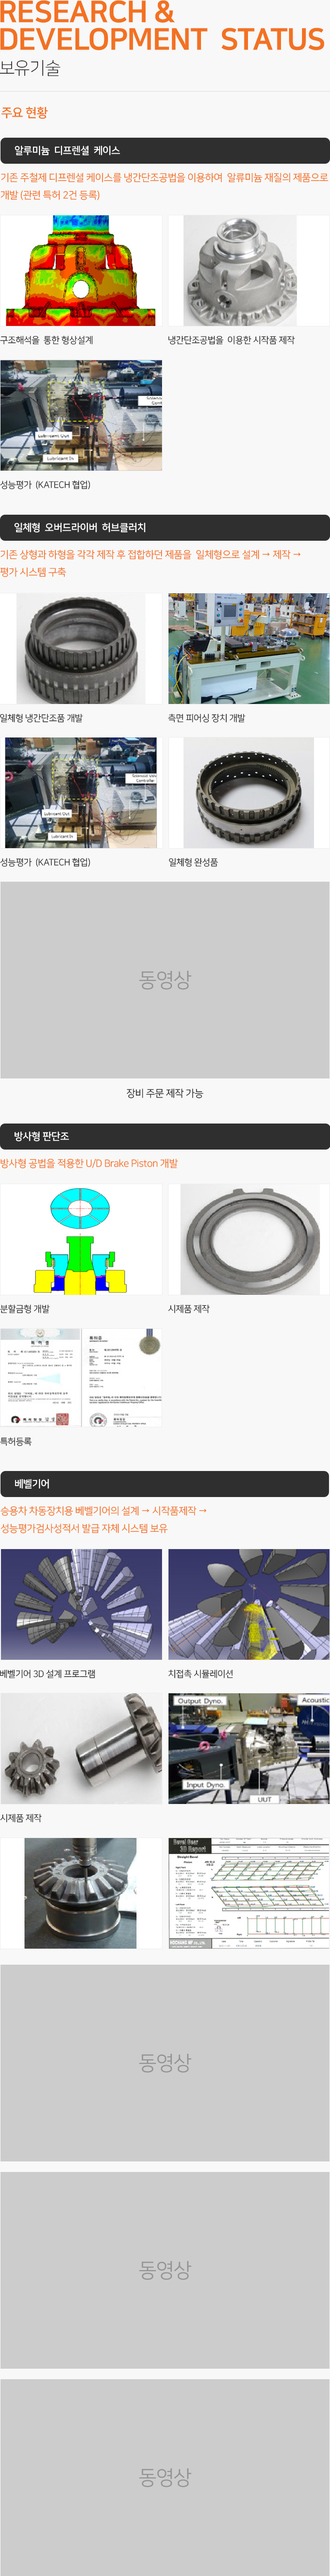 RESEARCH &
DEVELOPMENT STATUS
보유기술
주요 현황
알루미늄 디프렌셜 케이스
기존 주철제 디프렌셜 케이스를 냉간단조공법을 이용하여 알류미늄 재질의 제품으로
개발 (관련 특허 2건 등록)
구조해석을 통한 형상설계
냉간단조공법을 이용한 시작품 제작
Lubricant Out
Lubricant In
성능평가 (KATECH 협업)
일체형 오버드라이버 허브클러치
기존 상형과 하형을 각각 제작 후 접합하던 제품을 일체형으로 설계 → 제작 →
평가 시스템 구축
일체형 냉간단조품 개발
측면 피어싱 장치 개발
Controller
Lubricant Out
Lubricant In
성능평가 (KATECH 협업)
일체형 완성품
동영상
장비 주문 제작 가능
방사형 판단조
방사형 공법을 적용한 U/D Brake Piston 개발
분할금형 개발
시제품 제작
특허등록
베벨기어
승용차 차동장치용 베벨기어의 설계 → 시작품제작 →
성능평가검사성적서 발급 자체 시스템 보유
베벨기어 3D 설계 프로그램
치접촉 시뮬레이션
Output Dyno.
Acoustic
Input Dyno.
UUT
시제품 제작
동영상
동영상
동영상